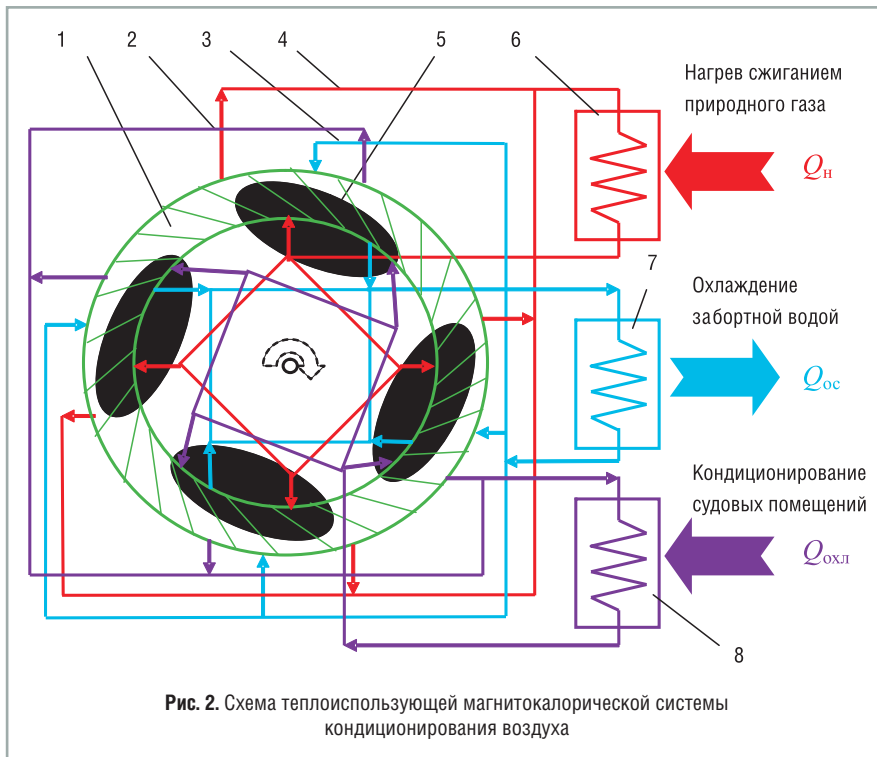 1 2 3 4 5 6
Нагрев сжиганием
природного газа
Qн
7
Охлаждение
забортной водой
Qос
Кондиционирование
судовых помещений
Qохл
8
Рис. 2. Схема теплоиспользующей магнитокалорической системы
кондиционирования воздуха